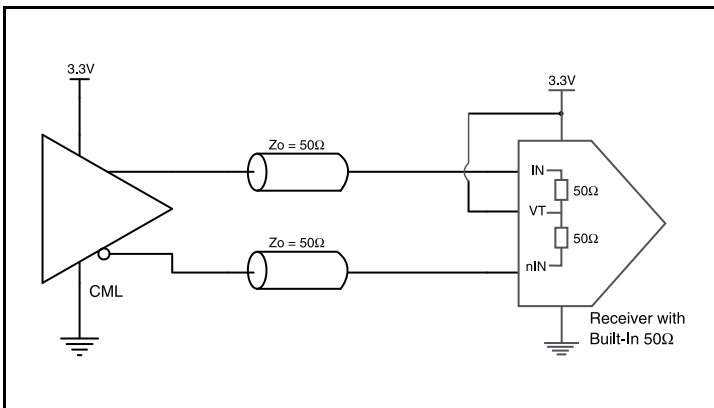 3.3V
3.3V
Zo = 50Ω
IN
50Ω
VT
50Ω
Zo = 50Ω
nIN
CML
Receiver with
Built-In 50Ω